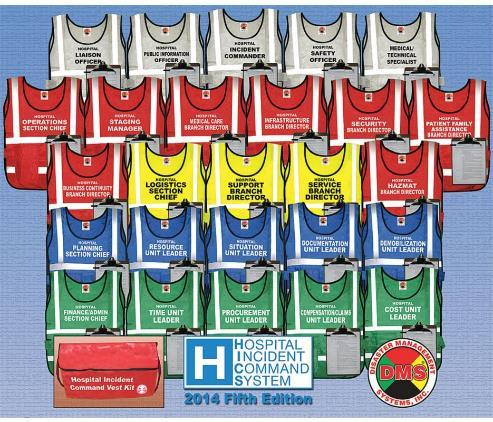 HOSPITAL
LIAISON
OFFICER
HOSPITAL
PUBLIC INFORMATION
OFFICER
HOSPITAL
INCIDENT
COMMANDER
HOSPITAL
SAFETY
OFFICER
MEDICAL/
TECHNICAL
SPECIALIST
HOSPITAL
OPERATIONS
SECTION CHIEF
HOSPITAL
STAGING
MANAGER
HOSPITAL
MEDICAL CARE
BRANCH DIRECTOR
HOSPITAL
INFRASTRUCTURE
BRANCH DIRECTOR
HOSPITAL
SECURITY
BRANCH DIRECTOR
HOSPITAL
PATIENT FAMILY
ASSISTANCE
BRANCH DIRECTOR
HOSPITAL
BUSINESS CONTINUITY
BRANCH DIRECTOR
HOSPITAL
LOGISTICS
SECTION
CHIEF
HOSPITAL
SUPPORT
BRANCH
DIRECTOR
HOSPITAL
SERVICE
BRANCH
DIRECTOR
HOSPITAL
HAZMAT
BRANCH DIRECTOR
HOSPITAL
PLANNING
SECTION CHIEF
HOSPITAL
RESOURCE
UNIT LEADER
HOSPITAL
SITUATION
UNIT LEADER
HOSPITAL
DOCUMENTATION
UNIT LEADER
HOSPITAL
DEMOBILIZATION
UNIT LEADER
HOSPITAL
FINANCE/ADMIN
SECTION CHIEF
HOSPITAL
TIME UNIT
LEADER
HOSPITAL
PROCUREMENT
UNIT LEADER
HOSPITAL
COMPENSATION/CLAIMS
UNIT LEADER
HOSPITAL
COST UNIT
LEADER
Hospital Incident
Command Vest Kit
H
HOSPITAL
INCIDENT
COMMAND
SYSTEM
2014 Fifth Edition
DISASTER MANAGEMENT
DMS
SYSTEMS, INC.